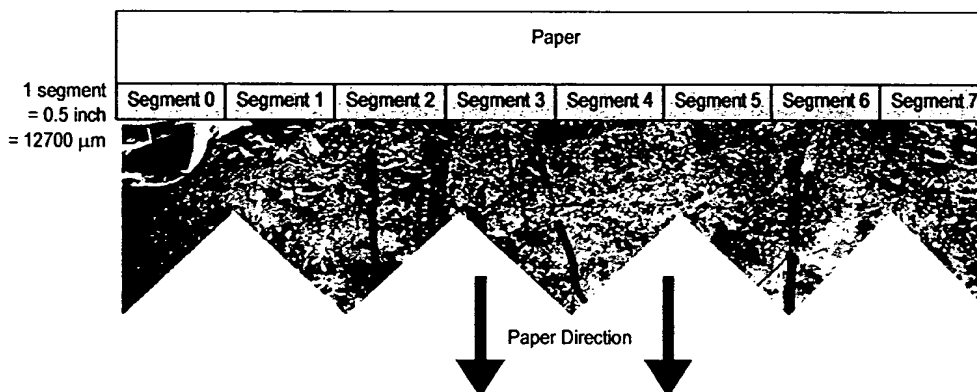 Paper
1 segment
= 0.5 inch
= 12700 μm
Segment 0 Segment 1 Segment 2 Segment 3 Segment 4 Segment 5 Segment 6 Segment 7
Paper Direction